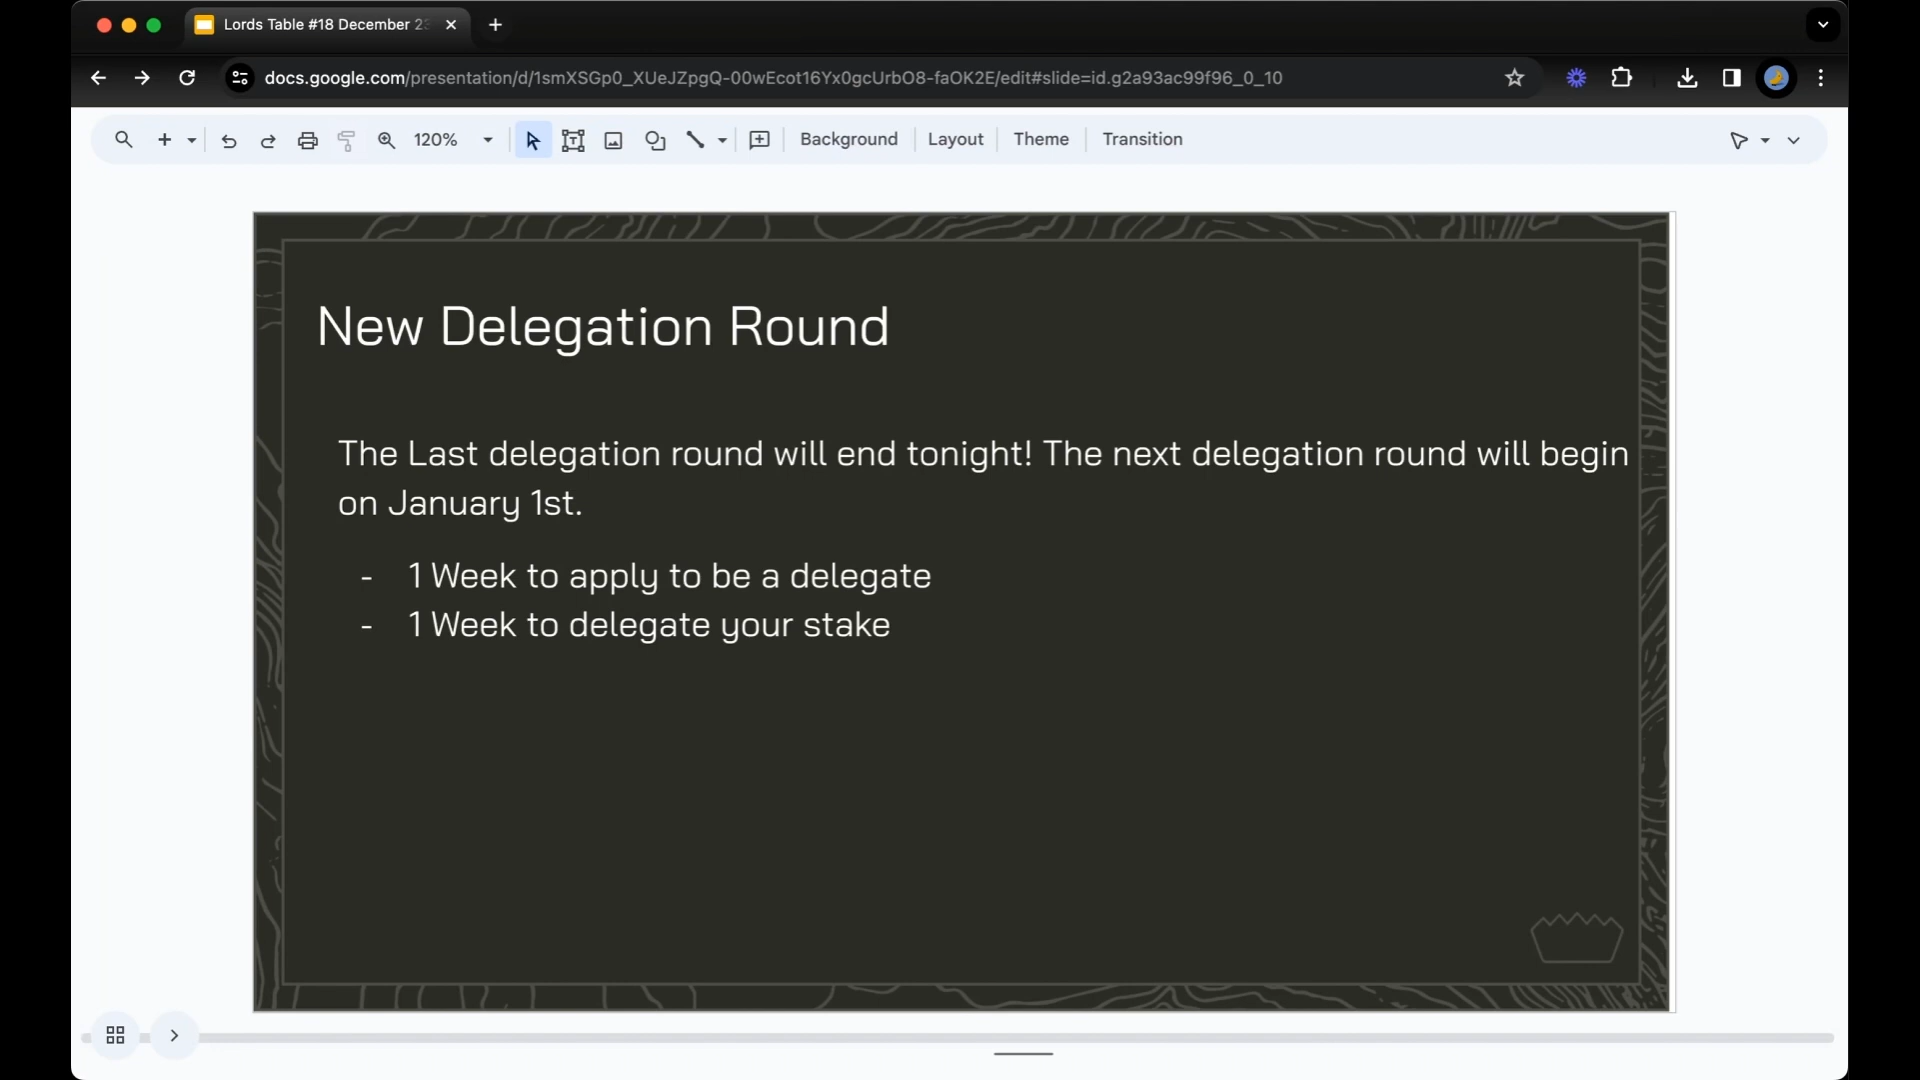 Lords Table #18 December 23
docs.google.com/presentation/d/1smXSGp0_XUeJZpgQ-00wEcot16Yx0gcUrbO8-faOK2E/edit#slide=id.g2a93ac99f96_0_10
120% Background Layout Theme Transition
New Delegation Round
The Last delegation round will end tonight! The next delegation round will begin
on January 1st.
- 1 Week to apply to be a delegate
- 1 Week to delegate your stake